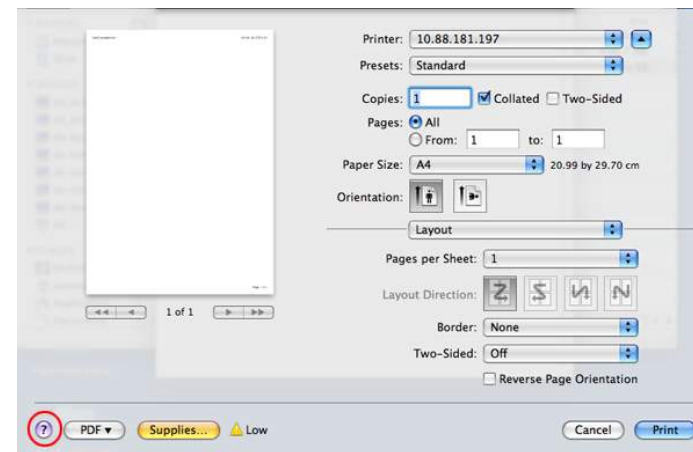 Printer: 10.88.181.197
Presets: Standard
Copies: 1 Collated Two-Sided
Pages: All
From: 1 to: 1
Paper Size: A4 20.99 by 29.70 cm
Orientation:
Layout
Pages per Sheet: 1
Layout Direction:
Border: None
Two-Sided: Off
Reverse Page Orientation
1 of 1
? PDF Supplies... Low Cancel Print